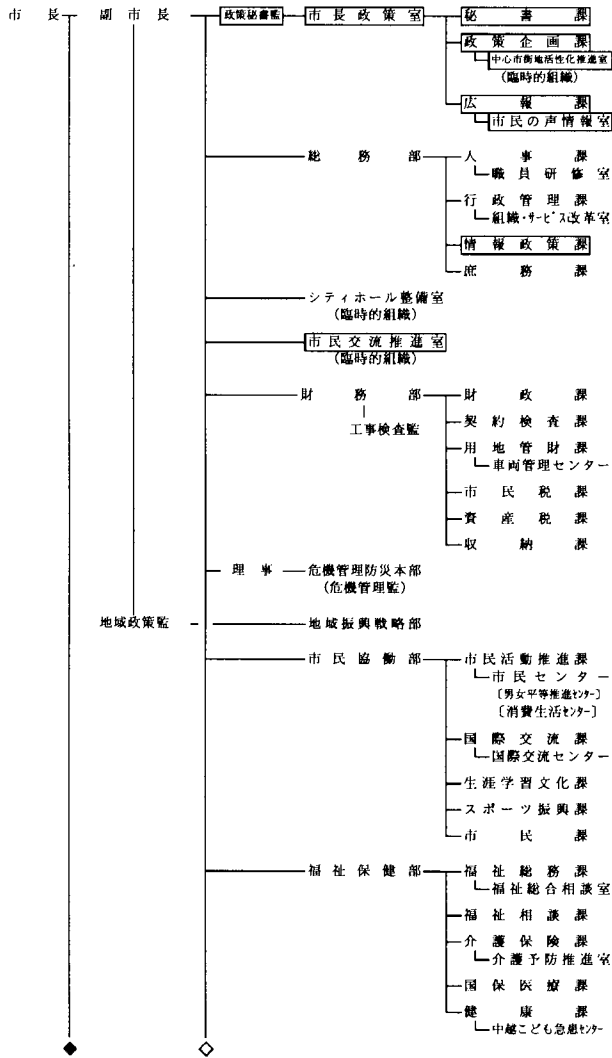 市長 副市長 政策秘書監 市長政策室 秘書課
政策企画課
中心市街地活性化推進室
(臨時的組織)
広報課
市民の声情報室
総務部 人事課
職員研修室
行政管理課
組織・サービス改革室
情報政策課
庶務課
シティホール整備室
(臨時的組織)
市民交流推進室
(臨時的組織)
財務部 財政課
工事検査監 契約検査課
用地管財課
車両管理センター
市民税課
資産税課
収納課
理事 危機管理防災本部
(危機管理監)
地域政策監 地域振興戦略部
市民協働部 市民活動推進課
市民センター
〔男女平等推進センター〕
〔消費生活センター〕
国際交流課
国際交流センター
生涯学習文化課
スポーツ振興課
市民課
福祉保健部 福祉総務課
福祉総合相談室
福祉相談課
介護保険課
介護予防推進室
国保医療課
健康課
中越こども急患センター